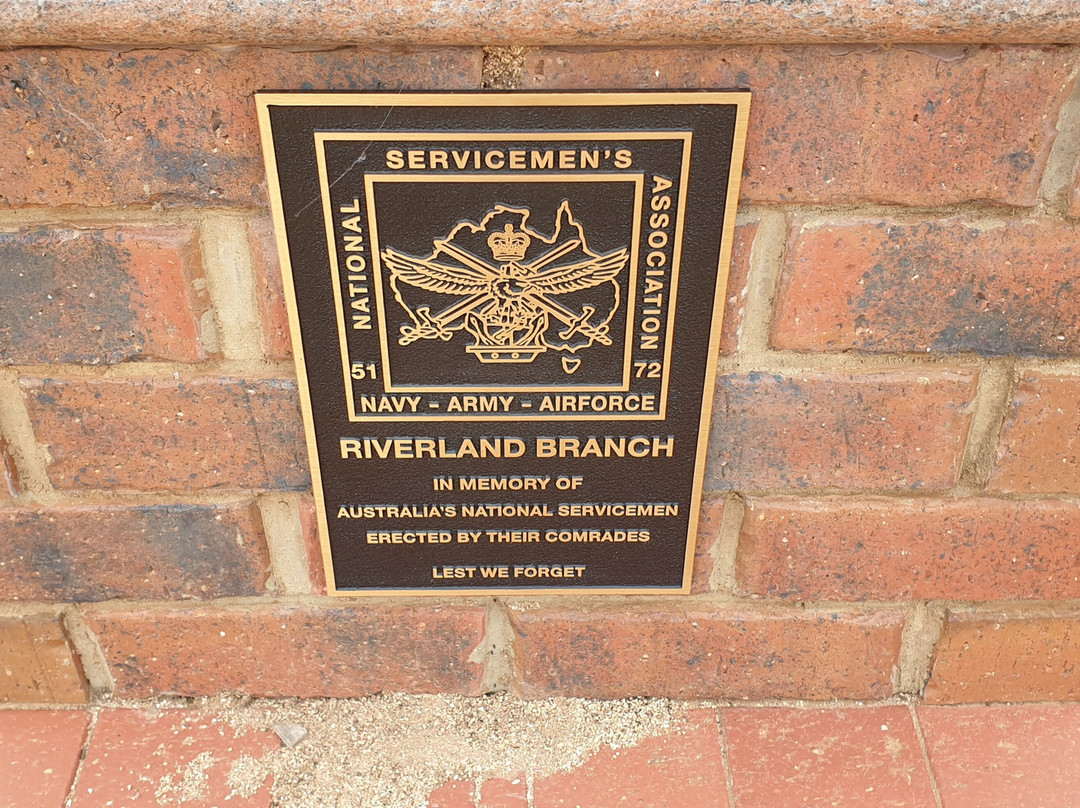 SERVICEMEN'S
NATIONAL
ASSOCIATION
51
72
NAVY - ARMY - AIRFORCE
RIVERLAND BRANCH
IN MEMORY OF
AUSTRALIA'S NATIONAL SERVICEMEN
ERECTED BY THEIR COMRADES
LEST WE FORGET